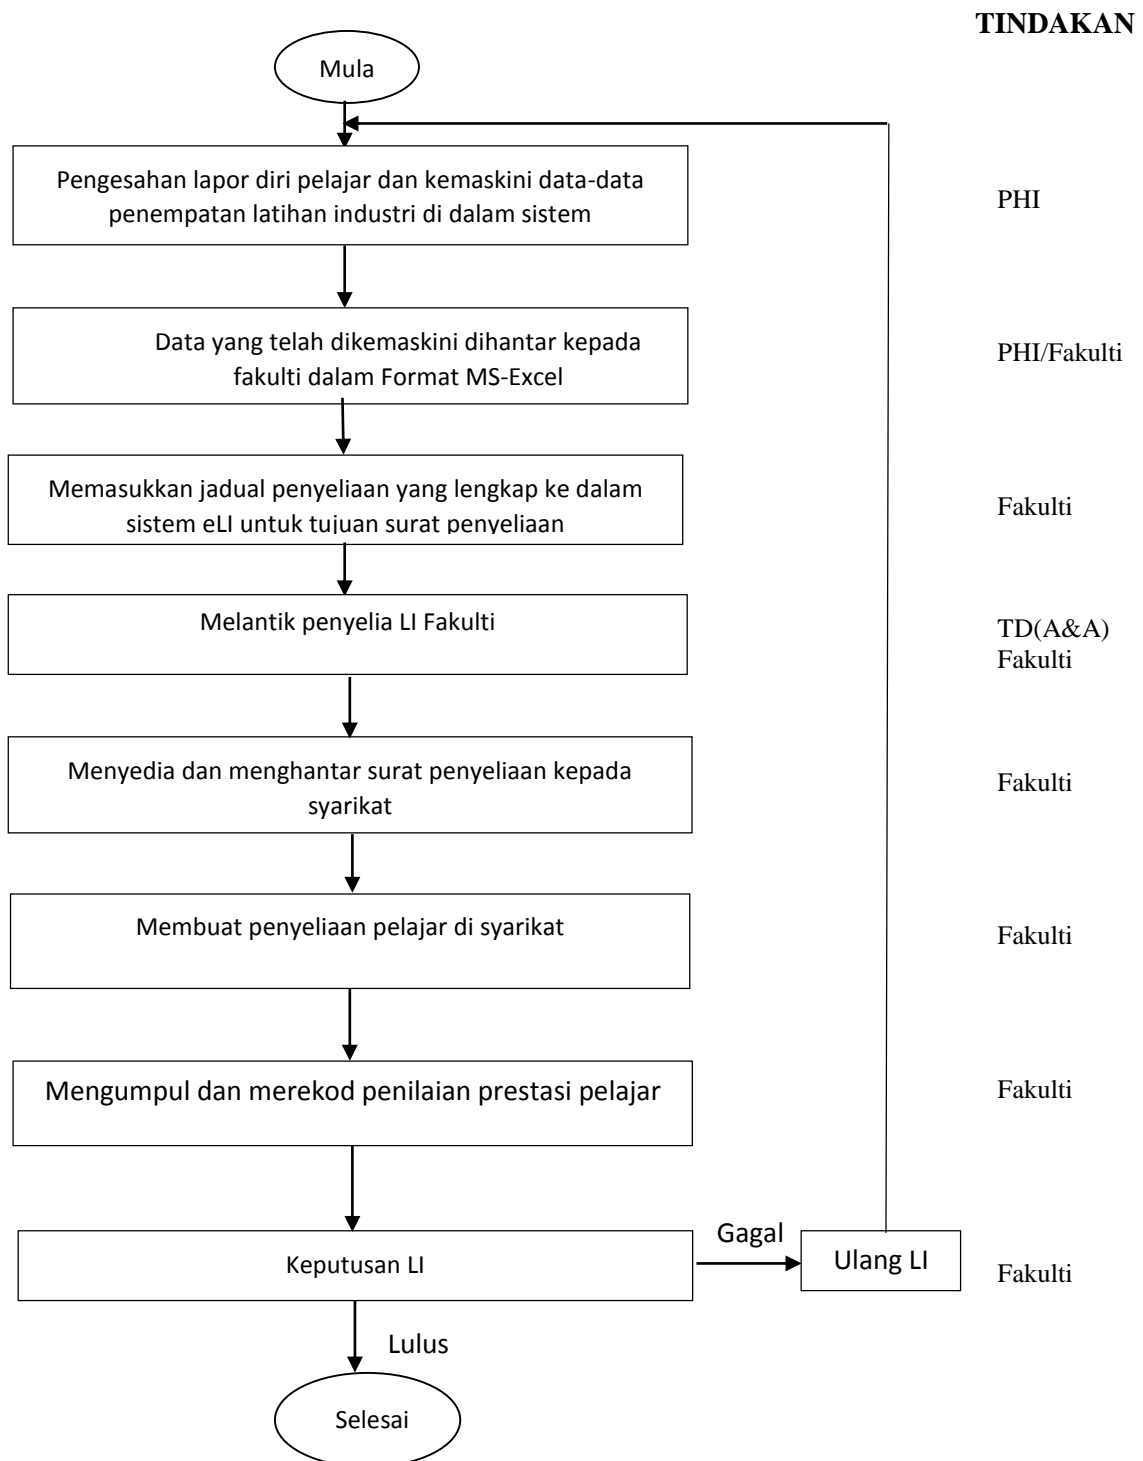 TINDAKAN
Mula
Pengesahan lapor diri pelajar dan kemaskini data-data
penempatan latihan industri di dalam sistem
PHI
Data yang telah dikemaskini dihantar kepada
fakulti dalam Format MS-Excel
PHI/Fakulti
Memasukkan jadual penyeliaan yang lengkap ke dalam
sistem eLI untuk tujuan surat penyeliaan
Fakulti
Melantik penyelia LI Fakulti
TD(A&A)
Fakulti
Menyedia dan menghantar surat penyeliaan kepada
syarikat
Fakulti
Membuat penyeliaan pelajar di syarikat
Fakulti
Mengumpul dan merekod penilaian prestasi pelajar
Fakulti
Keputusan LI
Gagal
Ulang LI
Fakulti
Lulus
Selesai